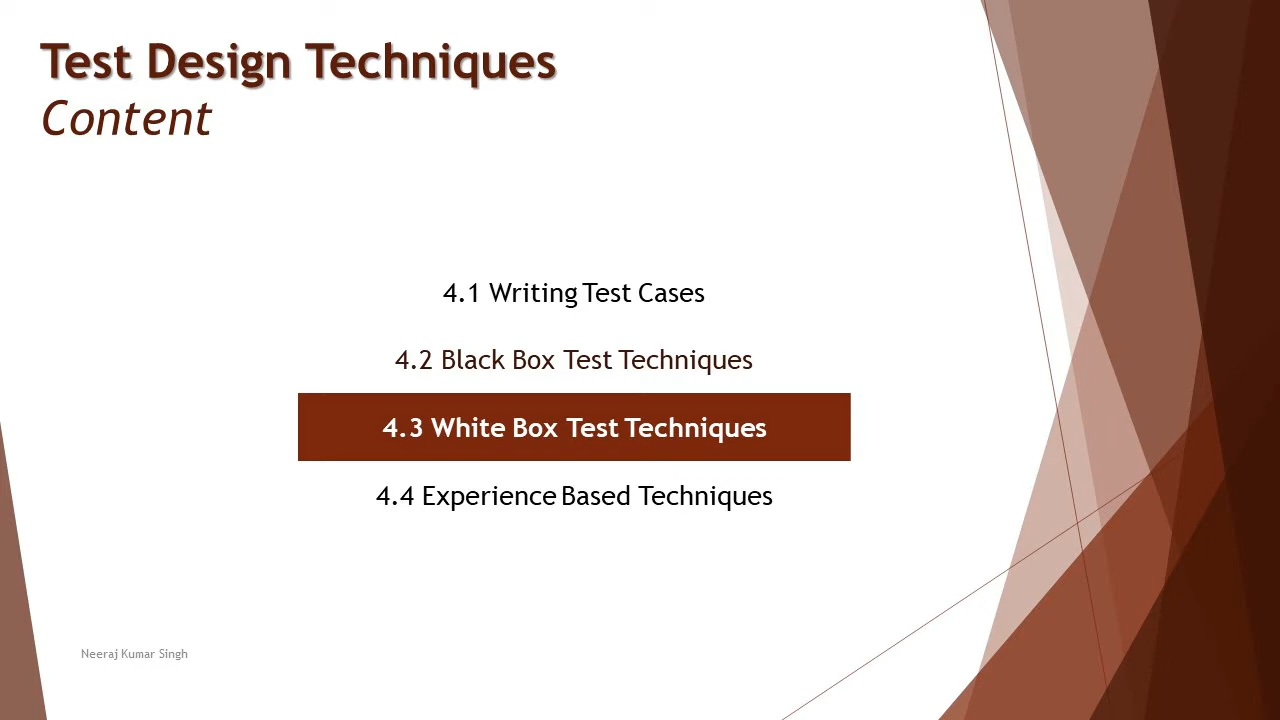 Test Design Techniques
Content
4.1 Writing Test Cases
4.2 Black Box Test Techniques
4.3 White Box Test Techniques
4.4 Experience Based Techniques
Neeraj Kumar Singh